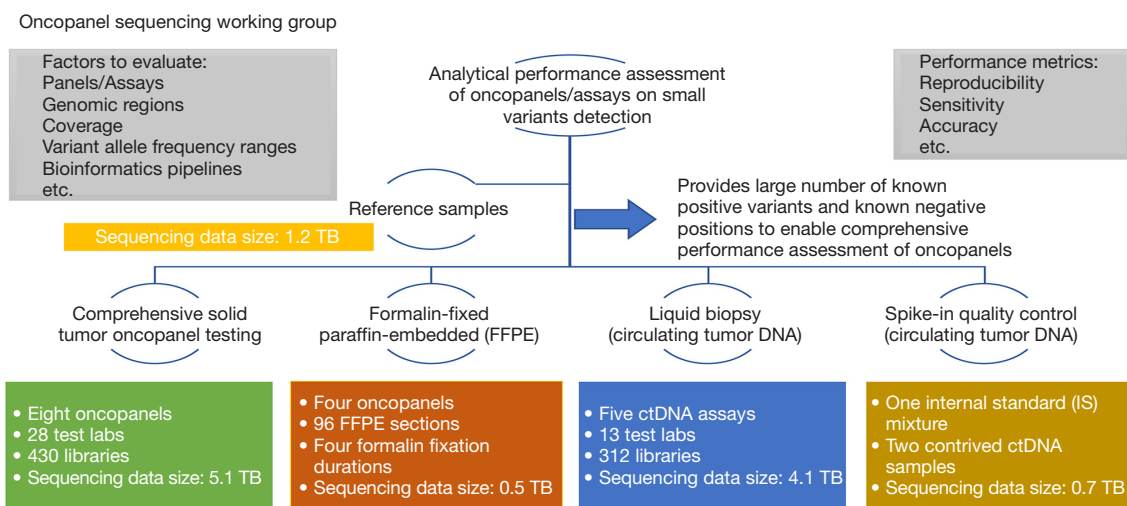 Oncopanel sequencing working group
Factors to evaluate:
Panels/Assays
Genomic regions
Coverage
Variant allele frequency ranges
Bioinformatics pipelines
etc.
Analytical performance assessment
of oncopanels/assays on small
variants detection
Performance metrics:
Reproducibility
Sensitivity
Accuracy
etc.
Reference samples
Sequencing data size: 1.2 TB
Provides large number of known
positive variants and known negative
positions to enable comprehensive
performance assessment of oncopanels
Comprehensive solid
tumor oncopanel testing
Formalin-fixed
paraffin-embedded (FFPE)
Liquid biopsy
(circulating tumor DNA)
Spike-in quality control
(circulating tumor DNA)
• Eight oncopanels
• 28 test labs
• 430 libraries
• Sequencing data size: 5.1 TB
• Four oncopanels
• 96 FFPE sections
• Four formalin fixation
durations
• Sequencing data size: 0.5 TB
• Five ctDNA assays
• 13 test labs
• 312 libraries
• Sequencing data size: 4.1 TB
• One internal standard (IS)
mixture
• Two contrived ctDNA
samples
• Sequencing data size: 0.7 TB